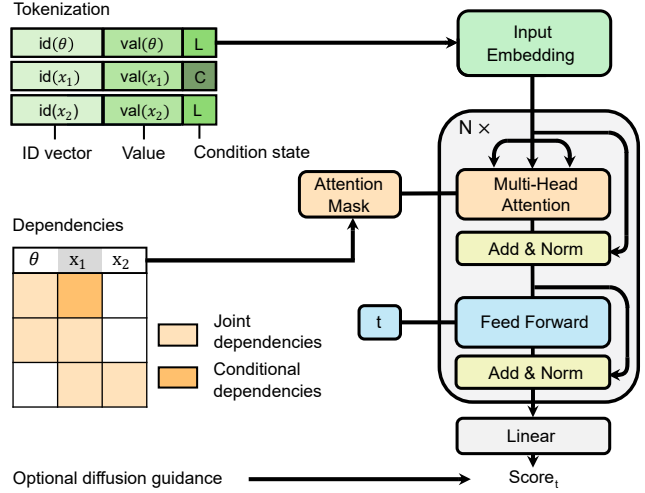 Tokenization
id(θ) val(θ) L
id(x₁) val(x₁) C
id(x₂) val(x₂) L
ID vector Value Condition state
Input
Embedding
N ×
Attention
Mask
Multi-Head
Attention
Add & Norm
Dependencies
θ x₁ x₂
Joint
dependencies
Conditional
dependencies
t
Feed Forward
Add & Norm
Linear
Optional diffusion guidance
Scoreₜ